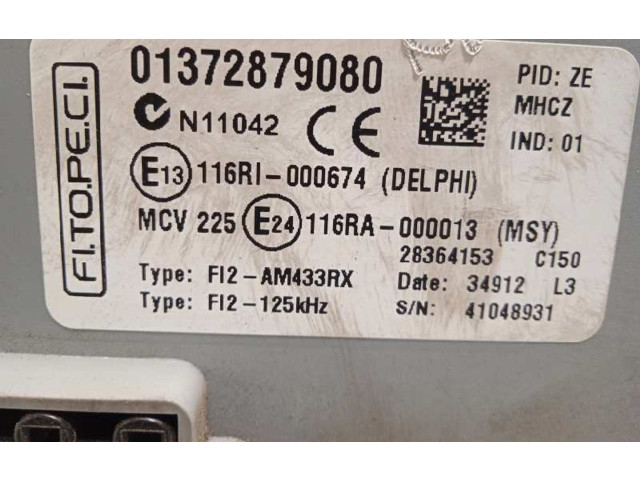 01372879080
PID: ZE
N11042 CE
MHCZ
IND: 01
FI.TO.PE.C.I.
E13 116RI-000674 (DELPHI)
MCV 225 E24 116RA-000013 (MSY)
28364153 C150
Type: FI2-AM433RX
Date: 34912 L3
Type: FI2-125kHz
S/N: 41048931